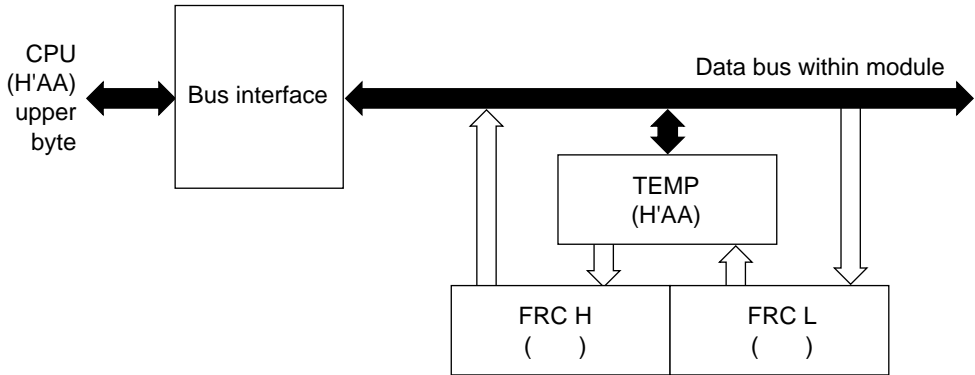 CPU
(H'AA)
upper
byte
Bus interface
Data bus within module
TEMP
(H'AA)
FRC H
(      )
FRC L
(      )